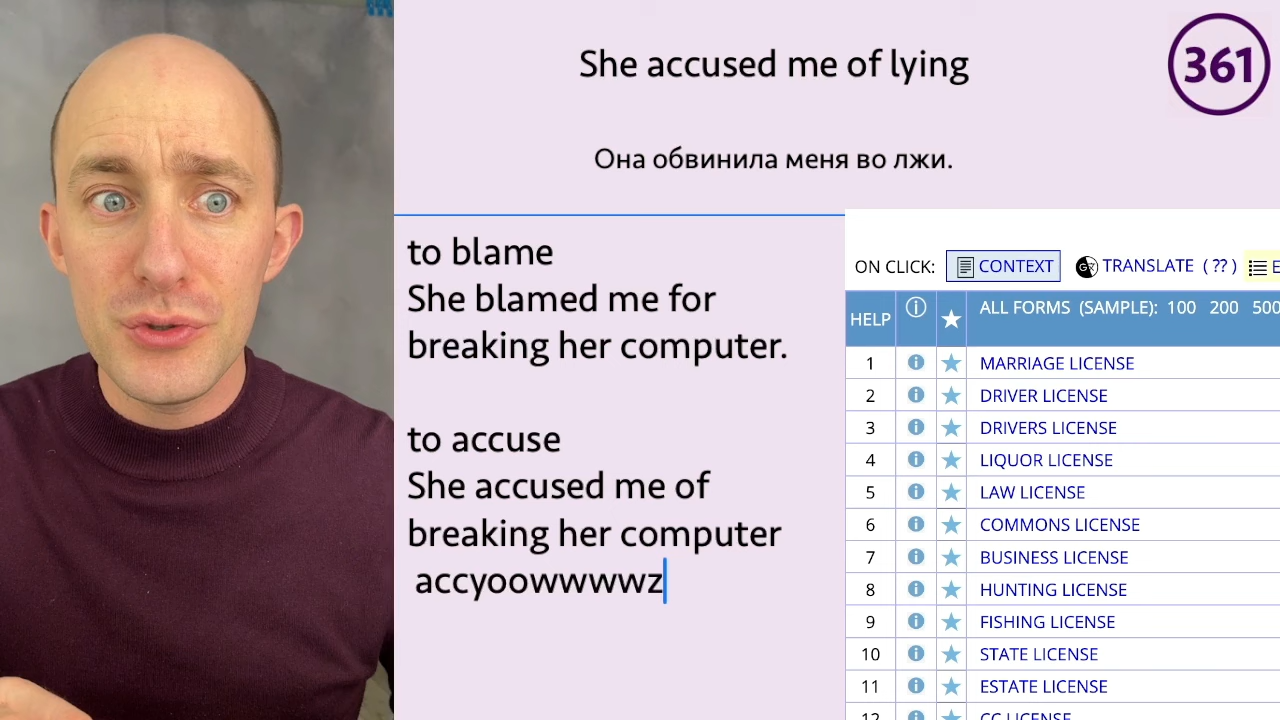 She accused me of lying
361
Она обвинила меня во лжи.
to blame
She blamed me for
breaking her computer.
to accuse
She accused me of
breaking her computer
accyoowwwwz
ON CLICK: CONTEXT TRANSLATE ( ?? ) E
HELP ALL FORMS (SAMPLE): 100 200 500
1 MARRIAGE LICENSE
2 DRIVER LICENSE
3 DRIVERS LICENSE
4 LIQUOR LICENSE
5 LAW LICENSE
6 COMMONS LICENSE
7 BUSINESS LICENSE
8 HUNTING LICENSE
9 FISHING LICENSE
10 STATE LICENSE
11 ESTATE LICENSE
12 CC LICENSE